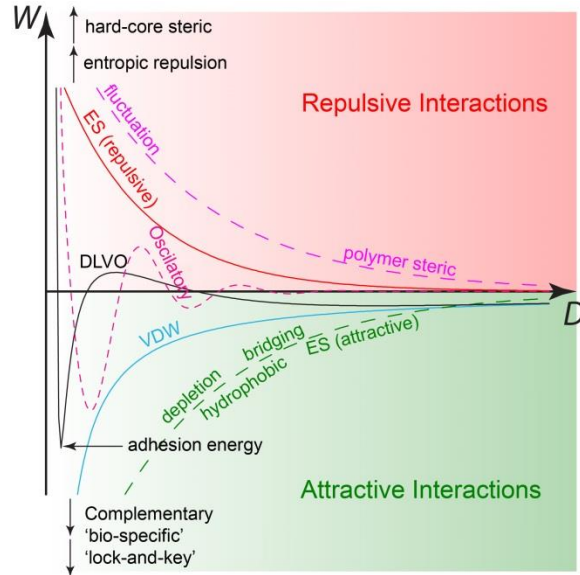 W
hard-core steric
entropic repulsion
fluctuation
Repulsive Interactions
ES (repulsive)
Oscilatory
polymer steric
DLVO
D
VDW
bridging
ES (attractive)
depletion
hydrophobic
adhesion energy
Attractive Interactions
Complementary
‘bio-specific’
‘lock-and-key’